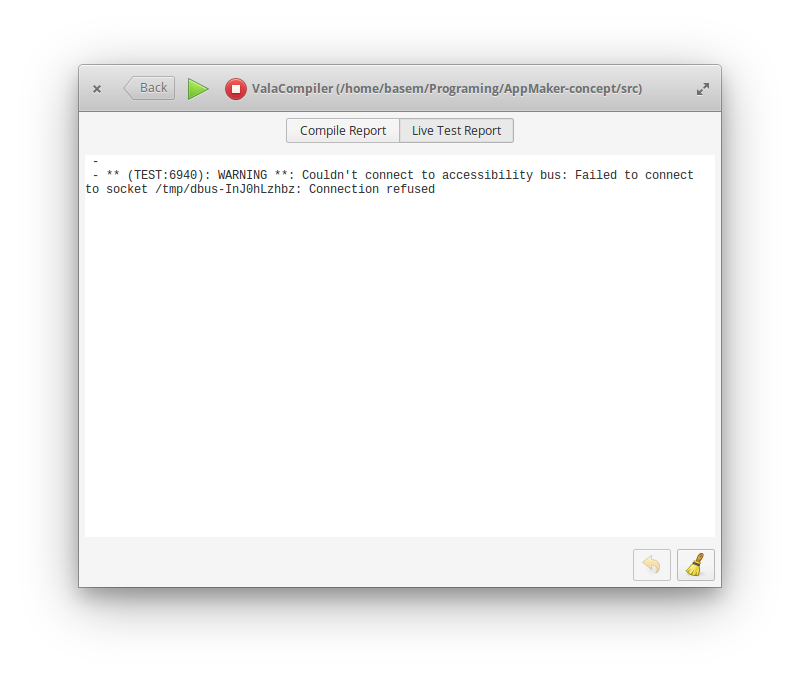 Back
ValaCompiler (/home/basem/Programing/AppMaker-concept/src)
Compile Report
Live Test Report
-
- ** (TEST:6940): WARNING **: Couldn't connect to accessibility bus: Failed to connect
to socket /tmp/dbus-InJ0hLzhbz: Connection refused